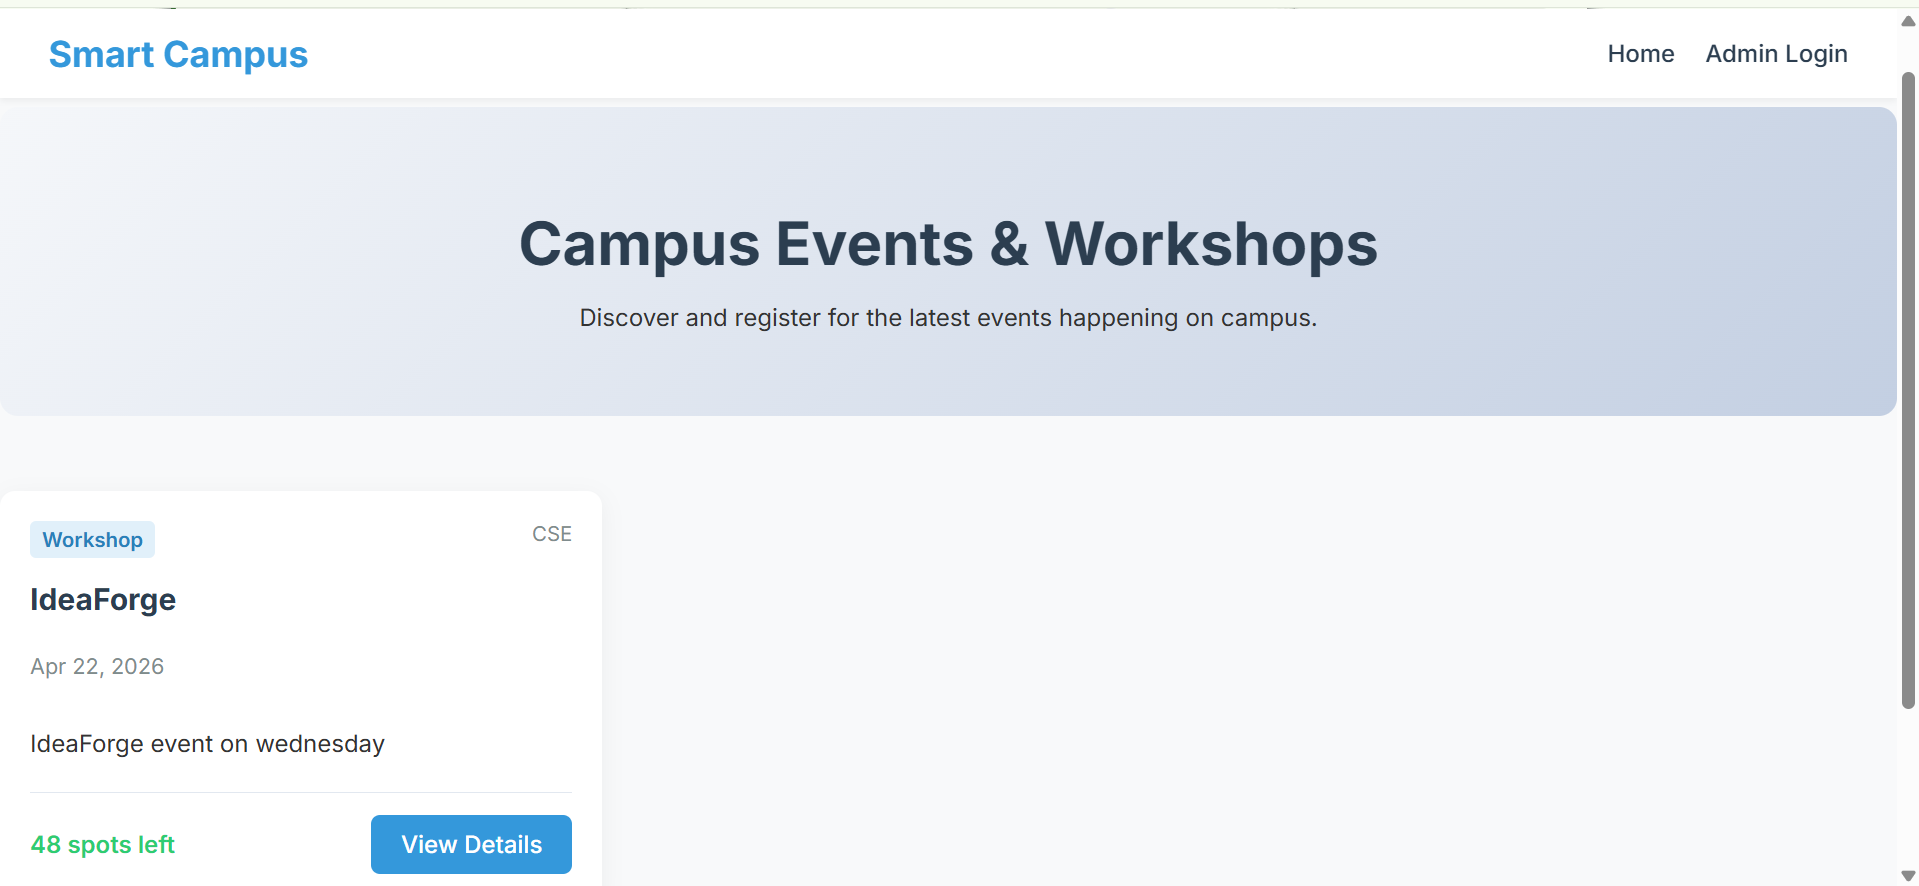 Smart Campus
Home Admin Login
Campus Events & Workshops
Discover and register for the latest events happening on campus.
Workshop CSE
IdeaForge
Apr 22, 2026
IdeaForge event on wednesday
48 spots left View Details